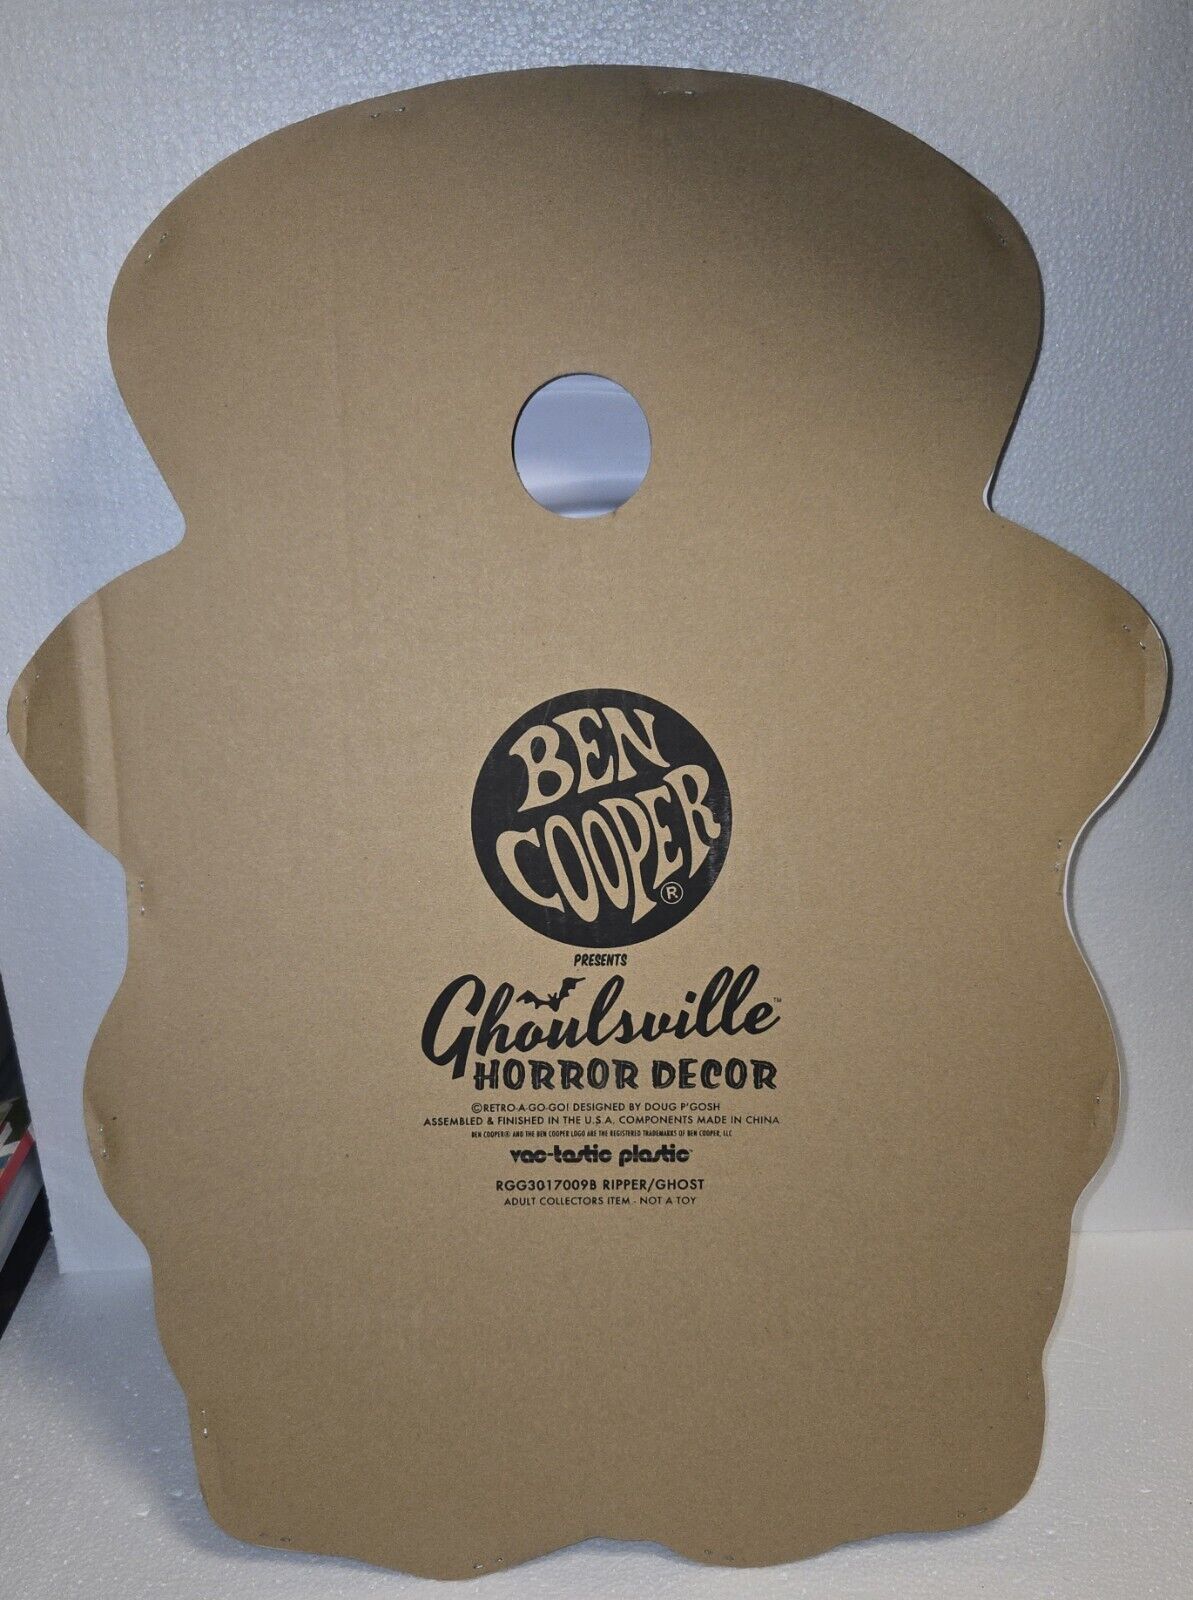 BEN
COOPER
®
PRESENTS
Ghoulsville™
HORROR DECOR
©RETRO-A-GO-GO! DESIGNED BY DOUG P'GOSH
ASSEMBLED & FINISHED IN THE U.S.A. COMPONENTS MADE IN CHINA
BEN COOPER® AND THE BEN COOPER LOGO ARE THE REGISTERED TRADEMARKS OF BEN COOPER, LLC
vac-tastic plastic™
RGG3017009B RIPPER/GHOST
ADULT COLLECTORS ITEM - NOT A TOY